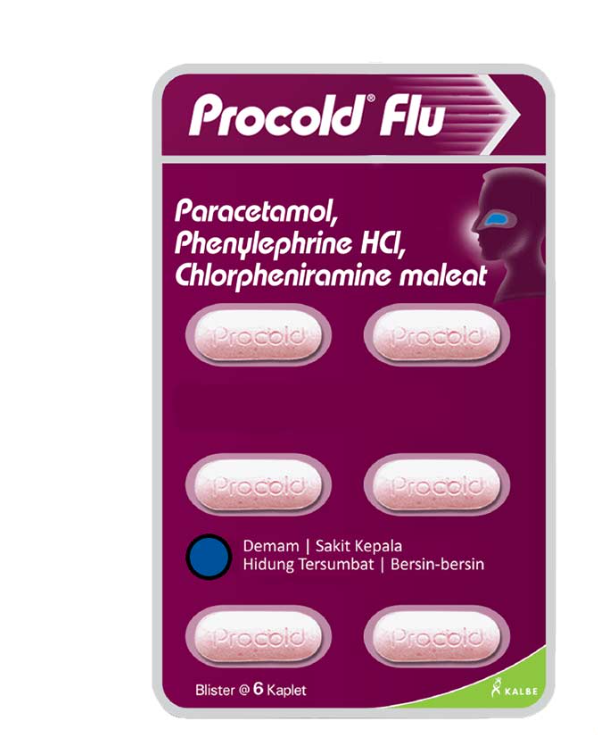 Procold® Flu
Paracetamol,
Phenylephrine HCl,
Chlorpheniramine maleat
Procold Procold
Procold Procold
Demam | Sakit Kepala
Hidung Tersumbat | Bersin-bersin
Procold Procold
Blister @ 6 Kaplet
KALBE